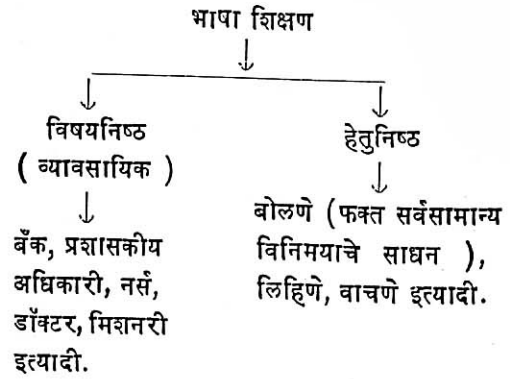 भाषा शिक्षण
विषयनिष्ठ
( व्यावसायिक )
बँक, प्रशासकीय
अधिकारी, नर्स,
डॉक्टर, मिशनरी
इत्यादी.
हेतुनिष्ठ
बोलणे (फक्त सर्वसामान्य
विनिमयाचे साधन ),
लिहिणे, वाचणे इत्यादी.